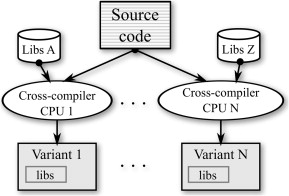 Source
code
Libs A
Libs Z
Cross-compiler
CPU 1
. . .
Cross-compiler
CPU N
Variant 1
libs
. . .
Variant N
libs